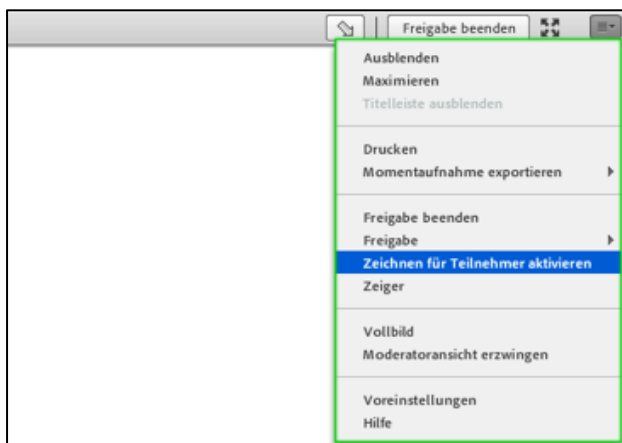 Freigabe beenden
Ausblenden
Maximieren
Titelleiste ausblenden
Drucken
Momentaufnahme exportieren
Freigabe beenden
Freigabe
Zeichnen für Teilnehmer aktivieren
Zeiger
Vollbild
Moderatoransicht erzwingen
Voreinstellungen
Hilfe